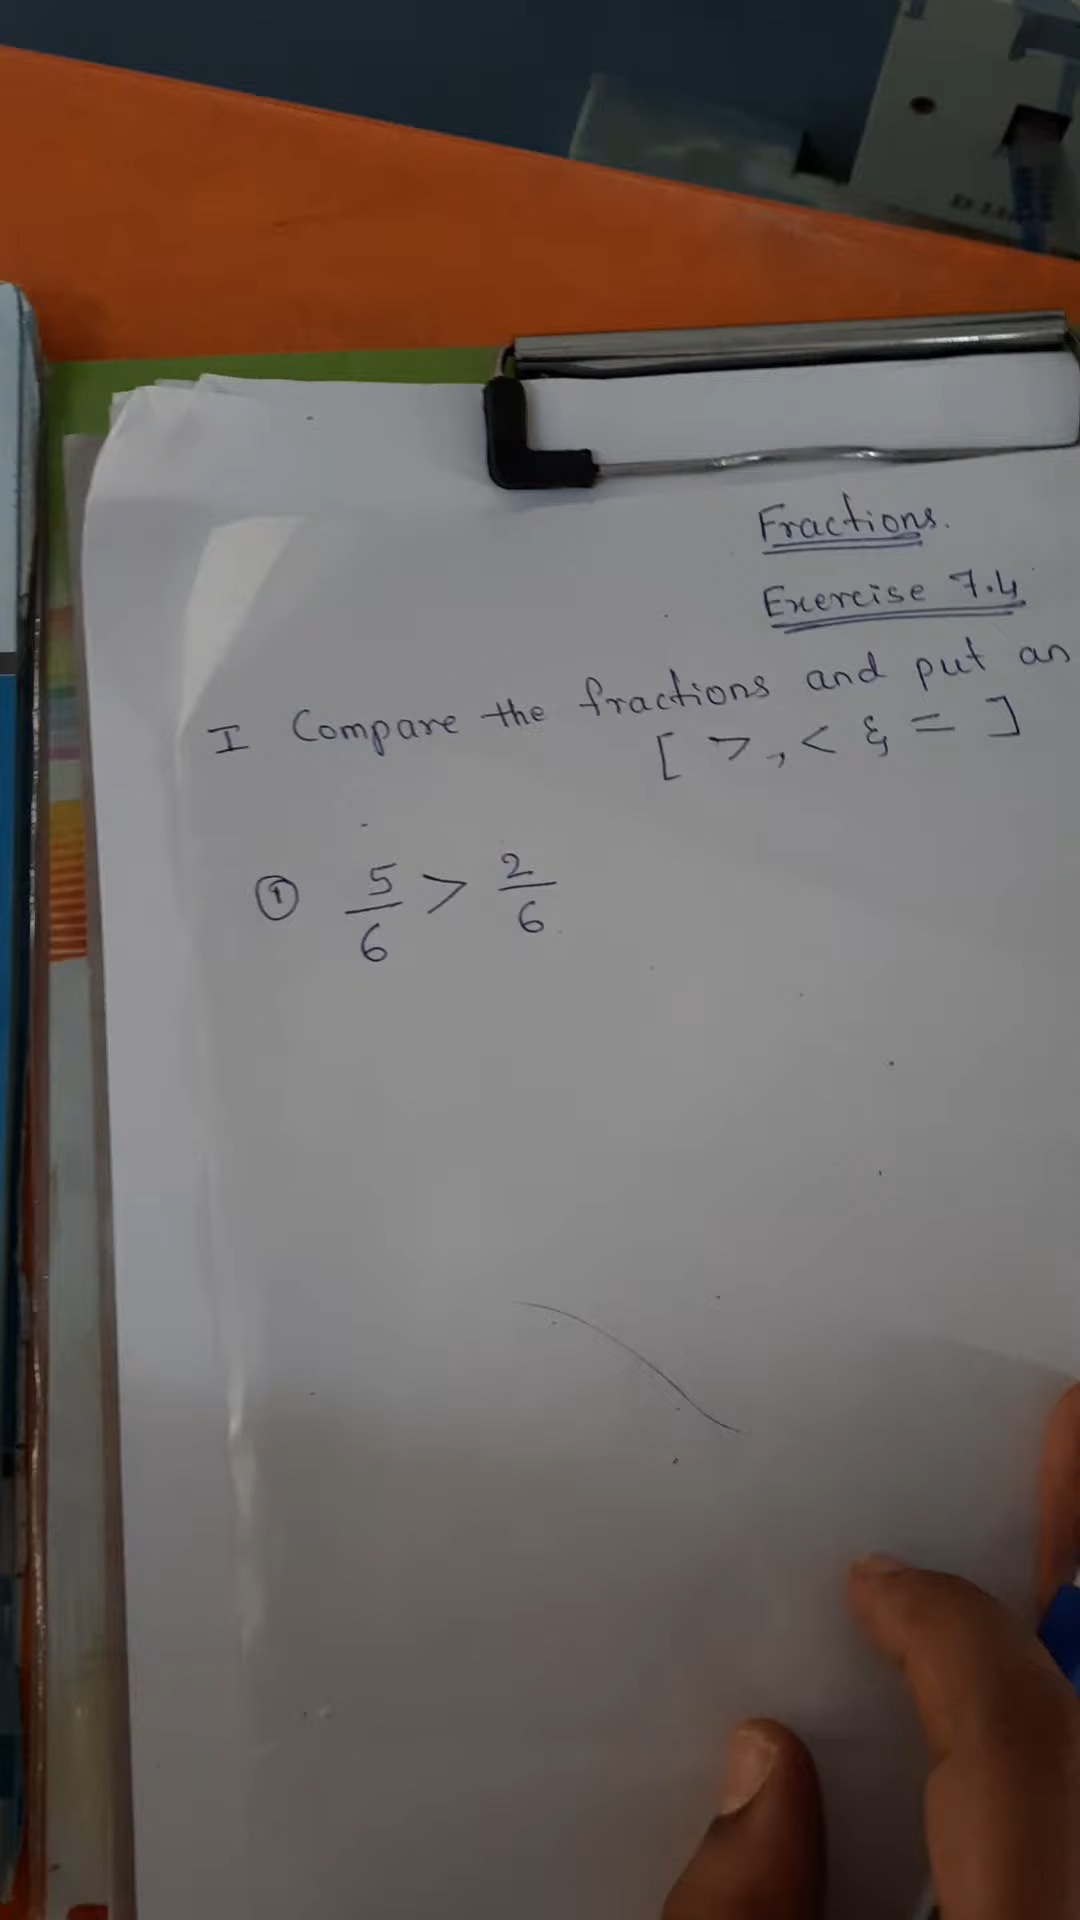 Fractions.
Exercise 7.4
I Compare the fractions and put an
[ >, < & = ]
① 5/6 > 2/6